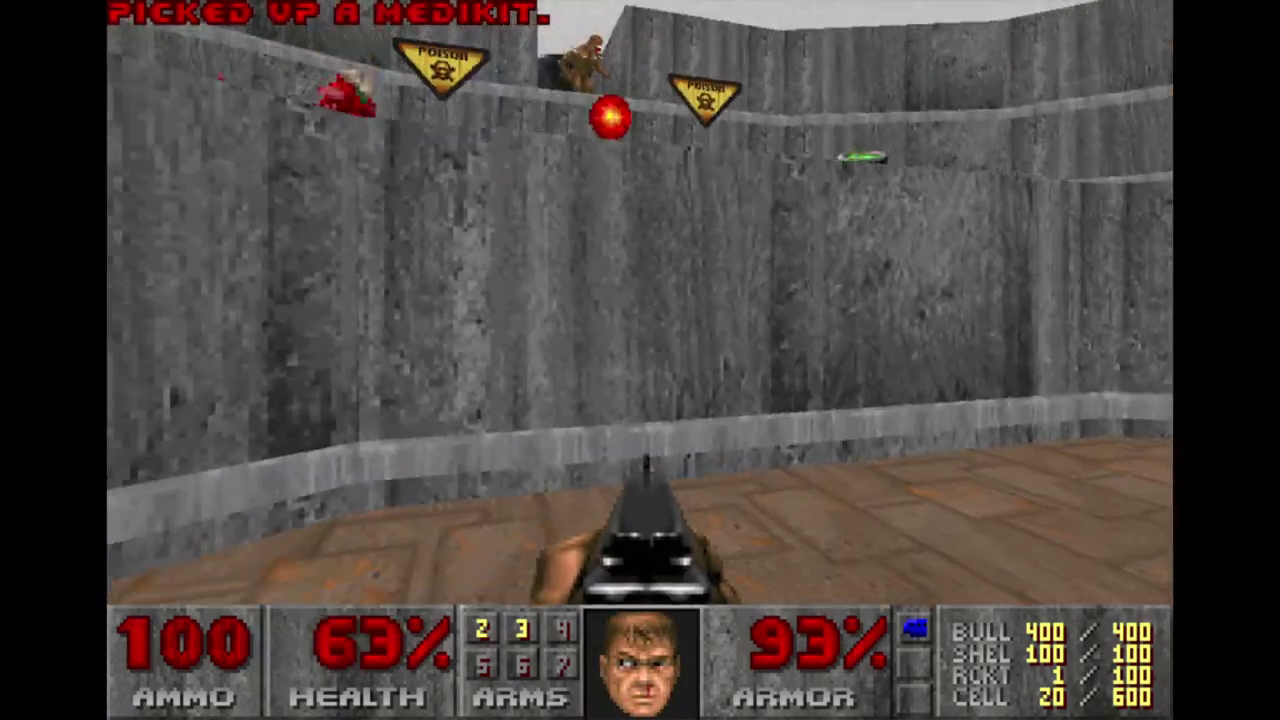 PICKED UP A MEDIKIT.
POISON
POISON
100 63% 2 3 4 93% BULL 400 / 400
SHEL 100 / 100
5 6 7 RCKT 1 / 100
AMMO HEALTH ARMS ARMOR CELL 20 / 600